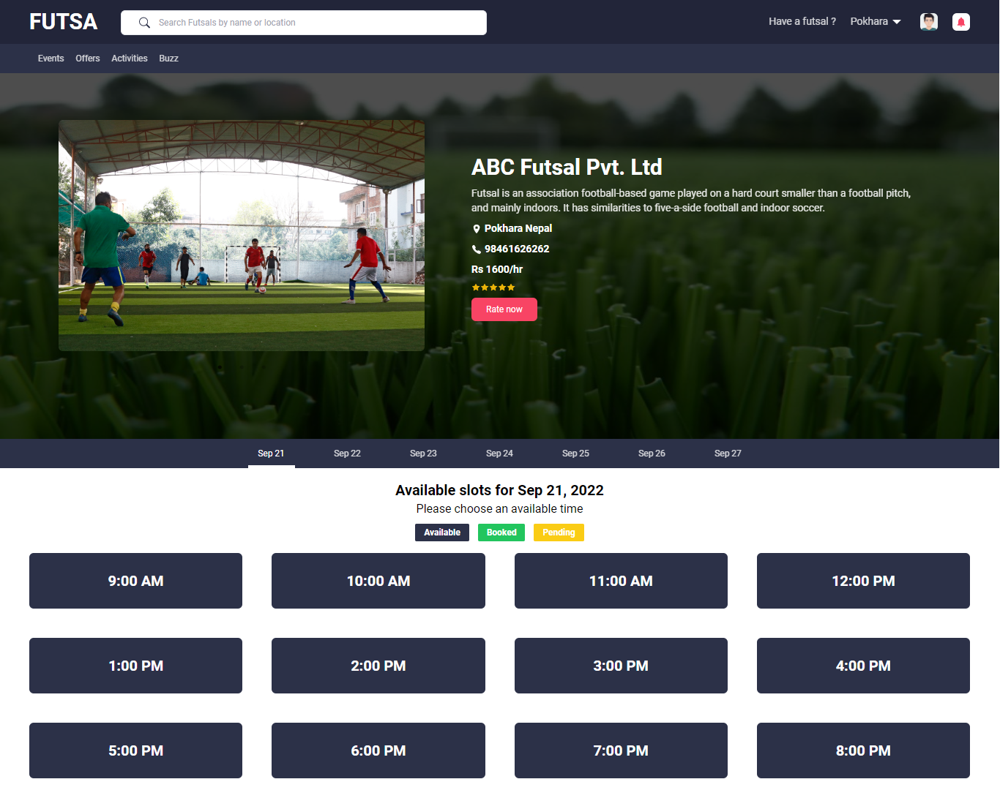 FUTSA
Search Futsals by name or location
Have a futsal ?
Pokhara
Events
Offers
Activities
Buzz
ABC Futsal Pvt. Ltd
Futsal is an association football-based game played on a hard court smaller than a football pitch,
and mainly indoors. It has similarities to five-a-side football and indoor soccer.
Pokhara Nepal
98461626262
Rs 1600/hr
Rate now
Sep 21
Sep 22
Sep 23
Sep 24
Sep 25
Sep 26
Sep 27
Available slots for Sep 21, 2022
Please choose an available time
Available
Booked
Pending
9:00 AM
10:00 AM
11:00 AM
12:00 PM
1:00 PM
2:00 PM
3:00 PM
4:00 PM
5:00 PM
6:00 PM
7:00 PM
8:00 PM